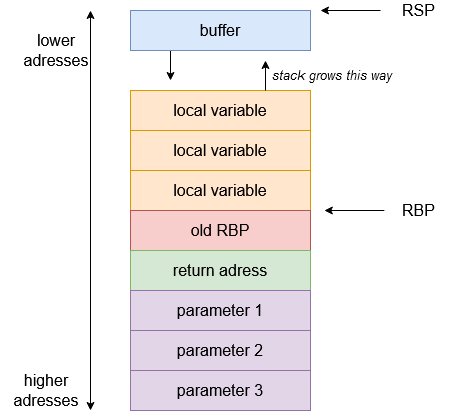 RSP
lower
adresses
buffer
stack grows this way
local variable
local variable
local variable
RBP
old RBP
return adress
parameter 1
parameter 2
parameter 3
higher
adresses